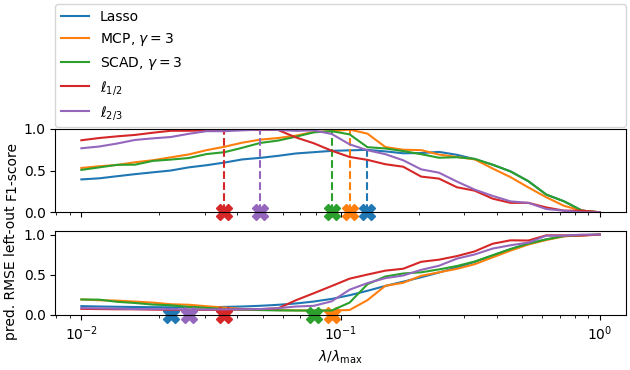 Lasso
MCP, γ = 3
SCAD, γ = 3
ℓ1/2
ℓ2/3
1.0
0.5
0.0
F1-score
1.0
0.5
0.0
pred. RMSE left-out
10⁻² 10⁻¹ 10⁰
λ/λmax